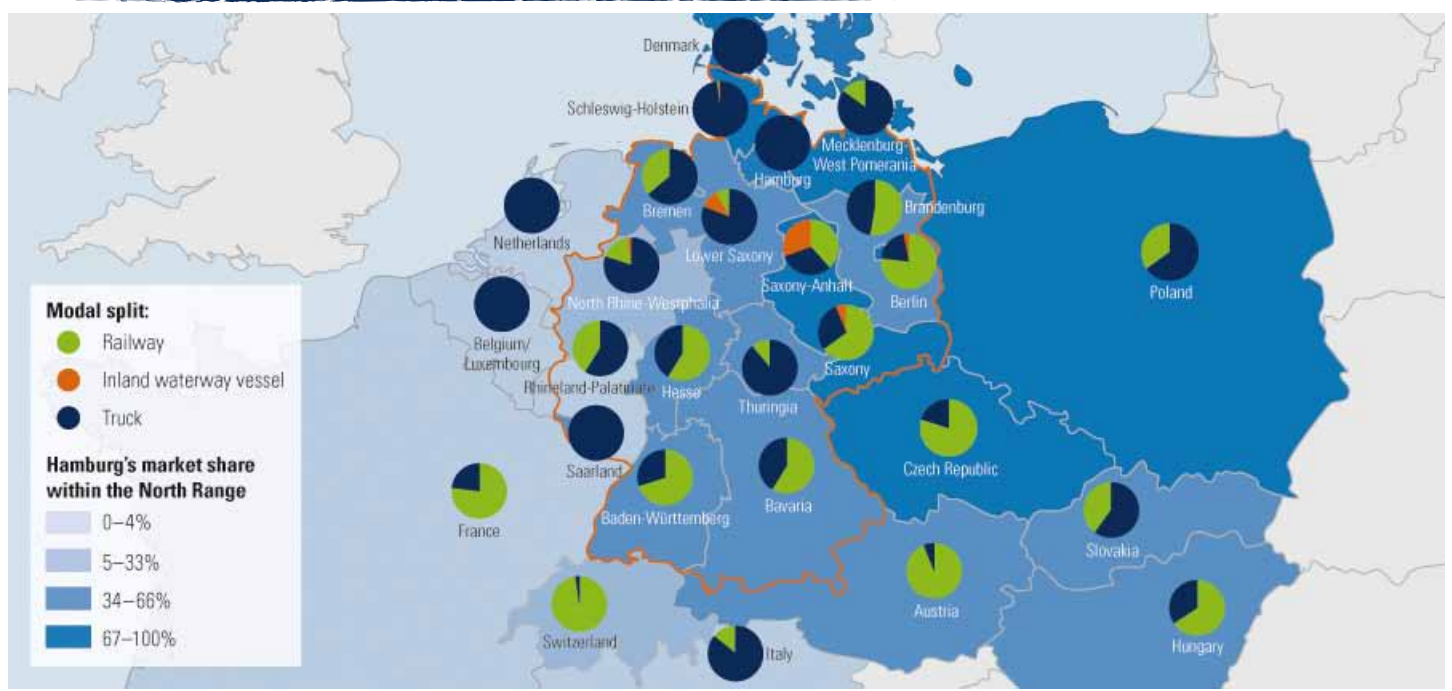 Denmark
Schleswig-Holstein
Mecklenburg-
West Pomerania
Hamburg
Bremen
Brandenburg
Netherlands
Lower Saxony
Saxony-Anhalt
Berlin
Poland
North Rhine-Westphalia
Belgium/
Luxembourg
Rhineland-Palatinate
Hesse
Thuringia
Saxony
Saarland
Czech Republic
France
Baden-Württemberg
Bavaria
Slovakia
Austria
Switzerland
Italy
Hungary
Modal split:
Railway
Inland waterway vessel
Truck
Hamburg's market share
within the North Range
0–4%
5–33%
34–66%
67–100%